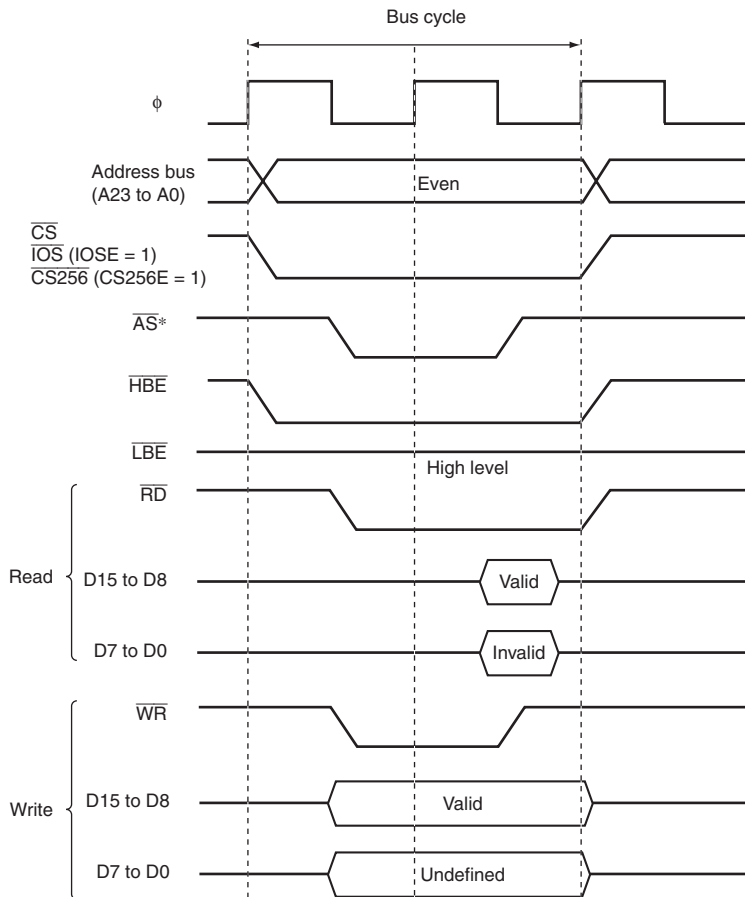 Bus cycle
ϕ
Address bus
(A23 to A0)
Even
CS
IOS (IOSE = 1)
CS256 (CS256E = 1)
AS*
HBE
LBE
High level
RD
Read
D15 to D8
Valid
D7 to D0
Invalid
WR
Write
D15 to D8
Valid
D7 to D0
Undefined